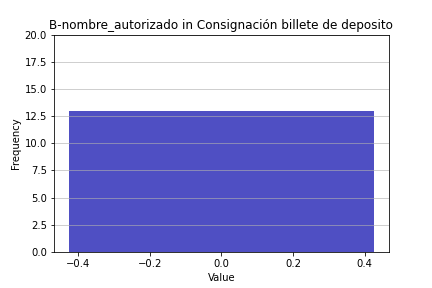 B-nombre_autorizado in Consignación billete de deposito
20.0
17.5
15.0
12.5
10.0
7.5
5.0
2.5
0.0
Frequency
−0.4 −0.2 0.0 0.2 0.4
Value